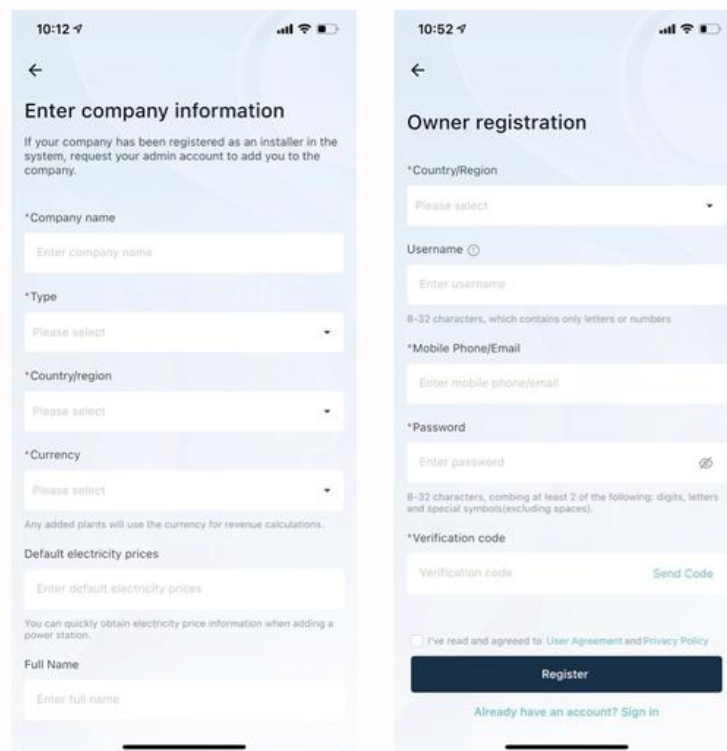 10:12
Enter company information
If your company has been registered as an installer in the
system, request your admin account to add you to the
company.
*Company name
Enter company name
*Type
Please select
*Country/region
Please select
*Currency
Please select
Any added plants will use the currency for revenue calculations.
Default electricity prices
Enter default electricity prices
You can quickly obtain electricity price information when adding a
power station.
Full Name
Enter full name
10:52
Owner registration
*Country/Region
Please select
Username
Enter username
8-32 characters, which contains only letters or numbers
*Mobile Phone/Email
Enter mobile phone/email
*Password
Enter password
8-32 characters, combing at least 2 of the following: digits, letters
and special symbols(excluding spaces).
*Verification code
Verification code Send Code
I've read and agreeed to User Agreement and Privacy Policy
Register
Already have an account? Sign in